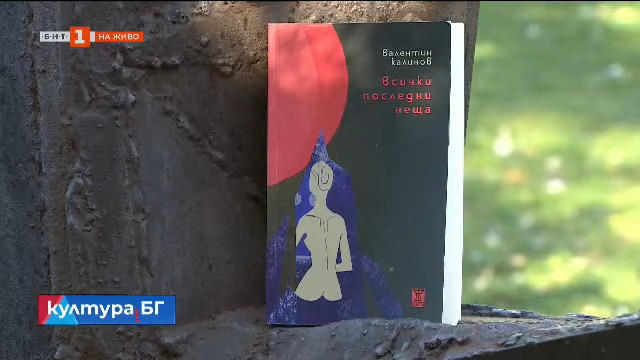 БНТ 1 НА ЖИВО
валентин
калинов
всички
последни
неща
култура.БГ